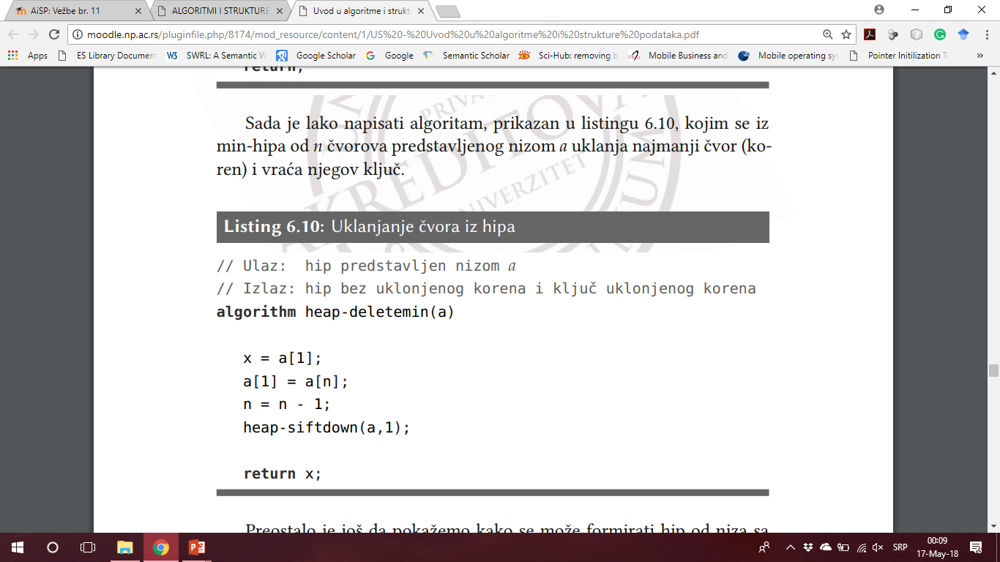 AiSP: Vežbe br. 11
ALGORITMI I STRUKTURE
Uvod u algoritme i strukt
moodle.np.ac.rs/pluginfile.php/8174/mod_resource/content/1/US%20-%20Uvod%20u%20algoritme%20i%20strukture%20podataka.pdf
Apps
ES Library Document
SWRL: A Semantic W
Google Scholar
Google
Semantic Scholar
Sci-Hub: removing b
Mobile Business and
Mobile operating sys
Pointer Initilization T
»
return;
Sada je lako napisati algoritam, prikazan u listingu 6.10, kojim se iz
min-hipa od n čvorova predstavljenog nizom a uklanja najmanji čvor (ko-
ren) i vraća njegov ključ.
Listing 6.10: Uklanjanje čvora iz hipa
// Ulaz: hip predstavljen nizom a
// Izlaz: hip bez uklonjenog korena i ključ uklonjenog korena
algorithm heap-deletemin(a)
x = a[1];
a[1] = a[n];
n = n - 1;
heap-siftdown(a,1);
return x;
Preostalo je još da pokažemo kako se može formirati hip od niza sa
SRP
00:09
17-May-18